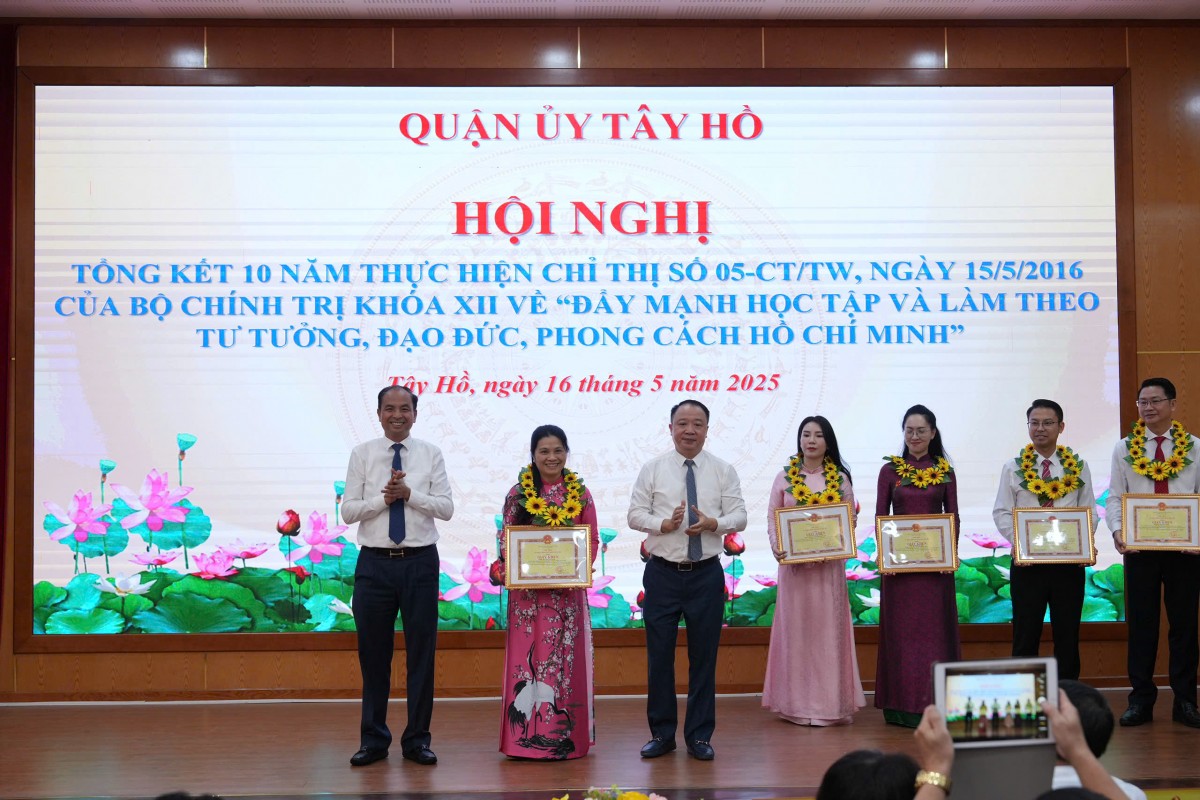 QUẬN ỦY TÂY HỒ
HỘI NGHỊ
TỔNG KẾT 10 NĂM THỰC HIỆN CHỈ THỊ SỐ 05-CT/TW, NGÀY 15/5/2016
CỦA BỘ CHÍNH TRỊ KHÓA XII VỀ “ĐẨY MẠNH HỌC TẬP VÀ LÀM THEO
TƯ TƯỞNG, ĐẠO ĐỨC, PHONG CÁCH HỒ CHÍ MINH”
Tây Hồ, ngày 16 tháng 5 năm 2025